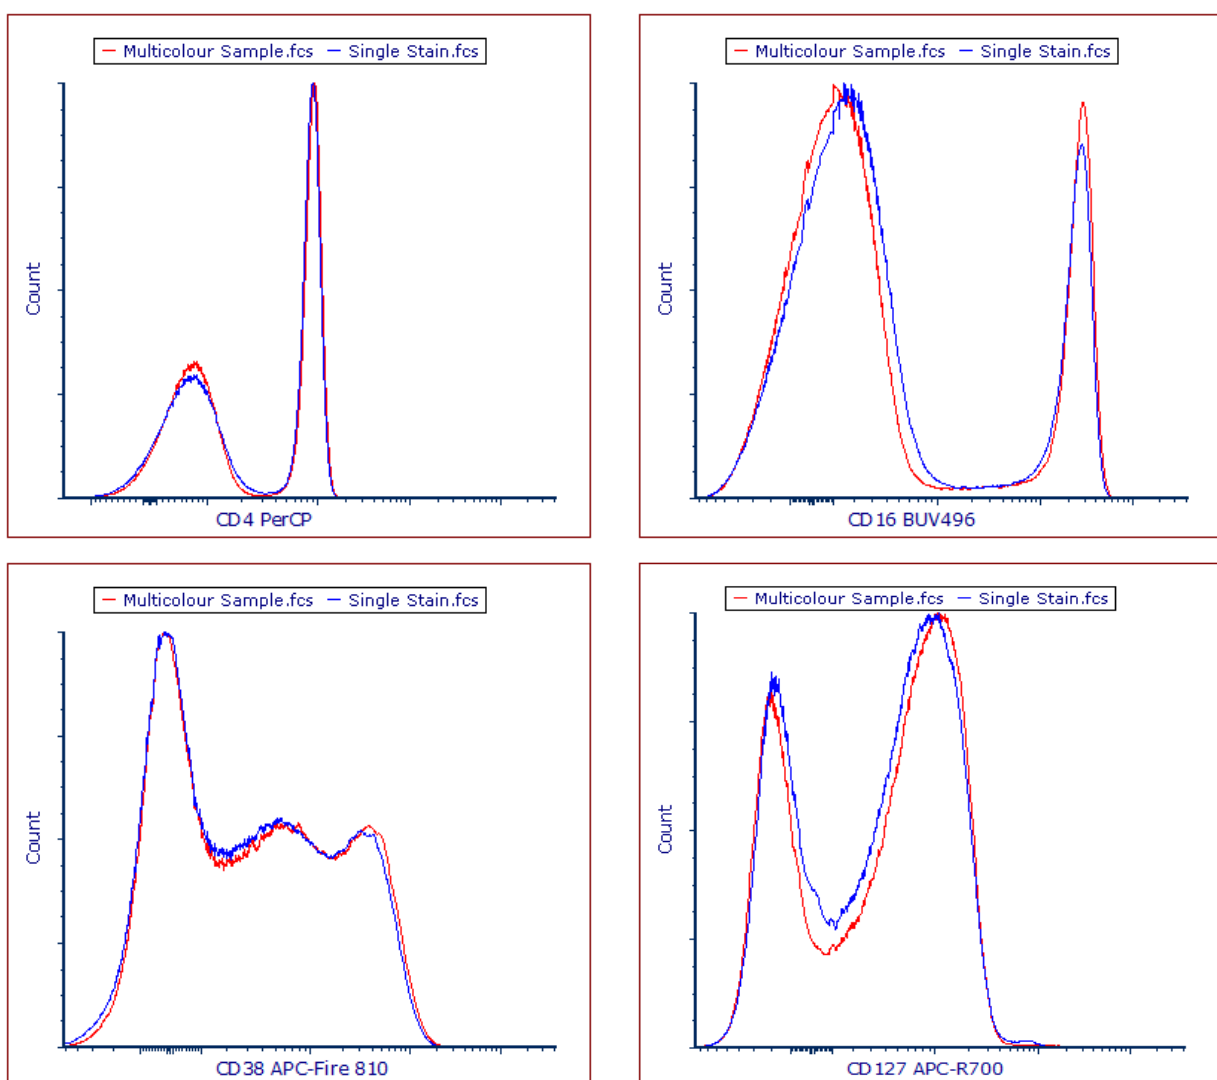 Multicolour Sample.fcs Single Stain.fcs
Count
CD4 PerCP
Multicolour Sample.fcs Single Stain.fcs
Count
CD16 BUV496
Multicolour Sample.fcs Single Stain.fcs
Count
CD38 APC-Fire 810
Multicolour Sample.fcs Single Stain.fcs
Count
CD127 APC-R700